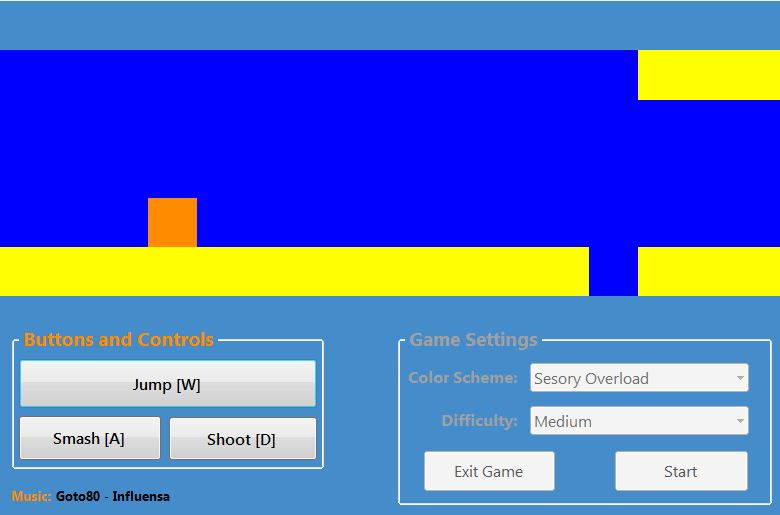 Buttons and Controls
Jump [W]
Smash [A]
Shoot [D]
Music: Goto80 - Influensa
Game Settings
Color Scheme: Sesory Overload
Difficulty: Medium
Exit Game
Start